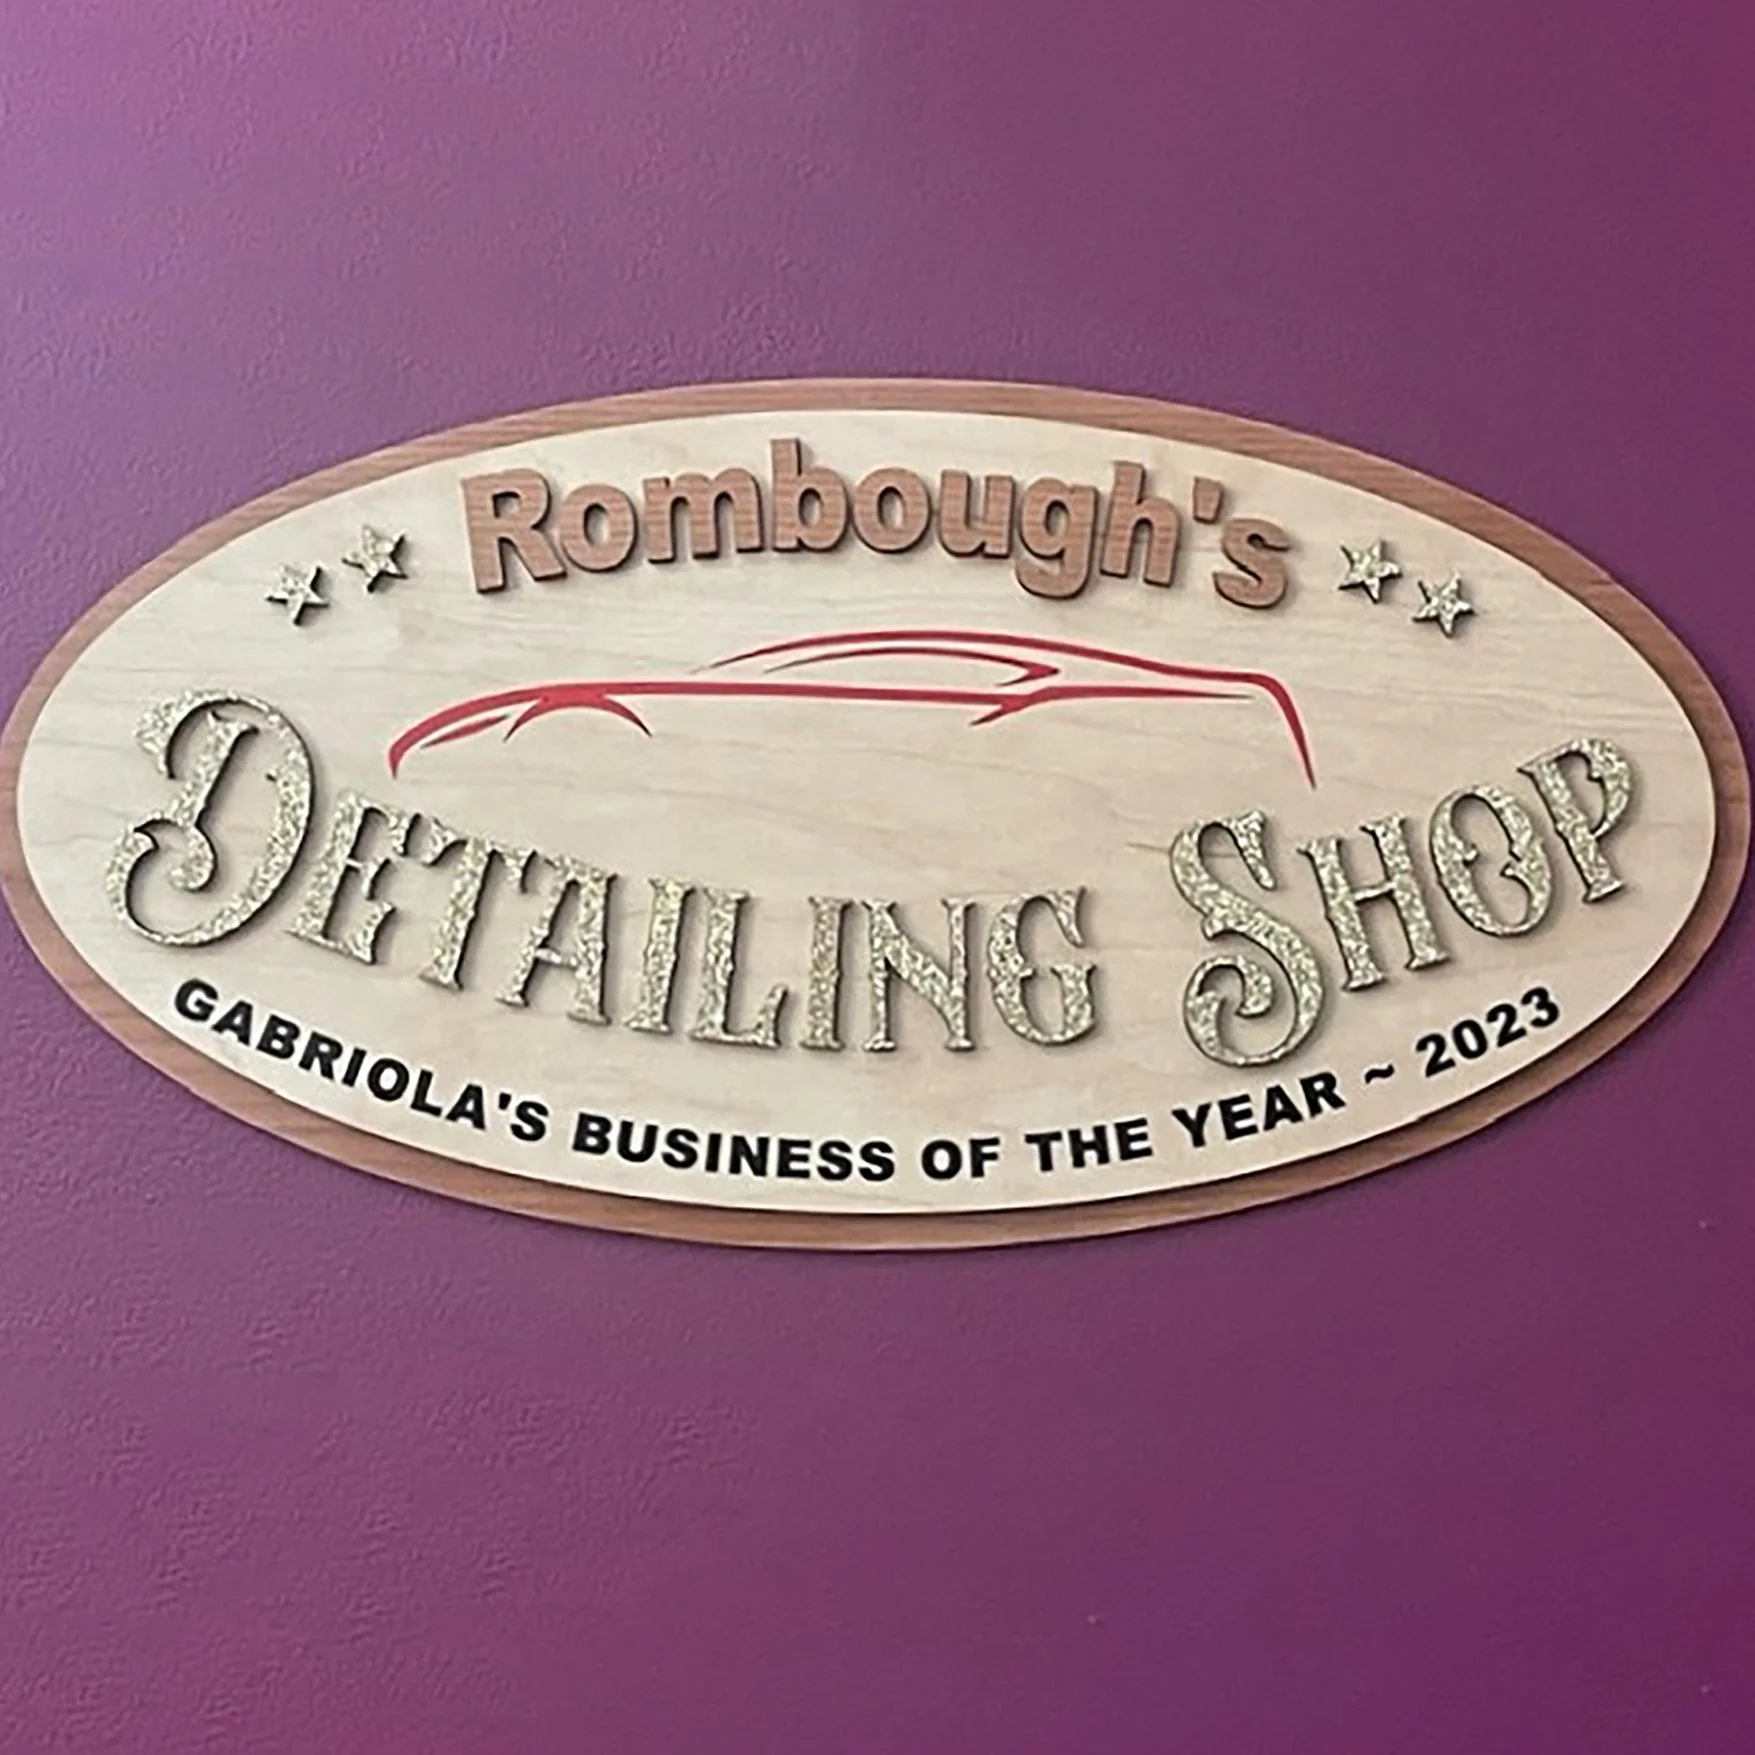 Rombough's
DETAILING SHOP
GABRIOLA'S BUSINESS OF THE YEAR ~ 2023